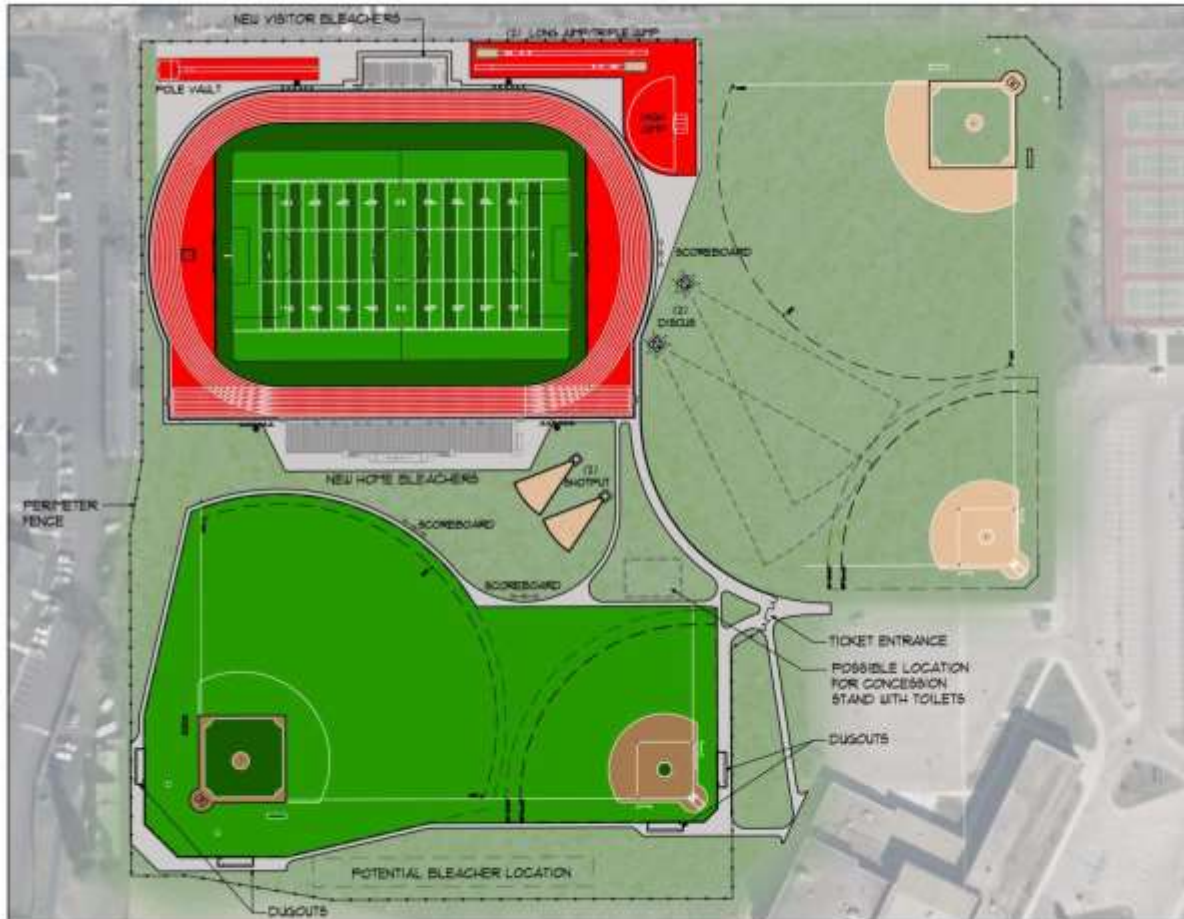 NEW VISITOR BLEACHERS
(2) LONG JUMP/TRIPLE JUMP
POLE VAULT
HIGH
JUMP
SCOREBOARD
(2)
DISCUS
NEW HOME BLEACHERS
(2)
SHOTPUT
PERIMETER
FENCE
SCOREBOARD
SCOREBOARD
TICKET ENTRANCE
POSSIBLE LOCATION
FOR CONCESSION
STAND WITH TOILETS
DUGOUTS
POTENTIAL BLEACHER LOCATION
DUGOUTS